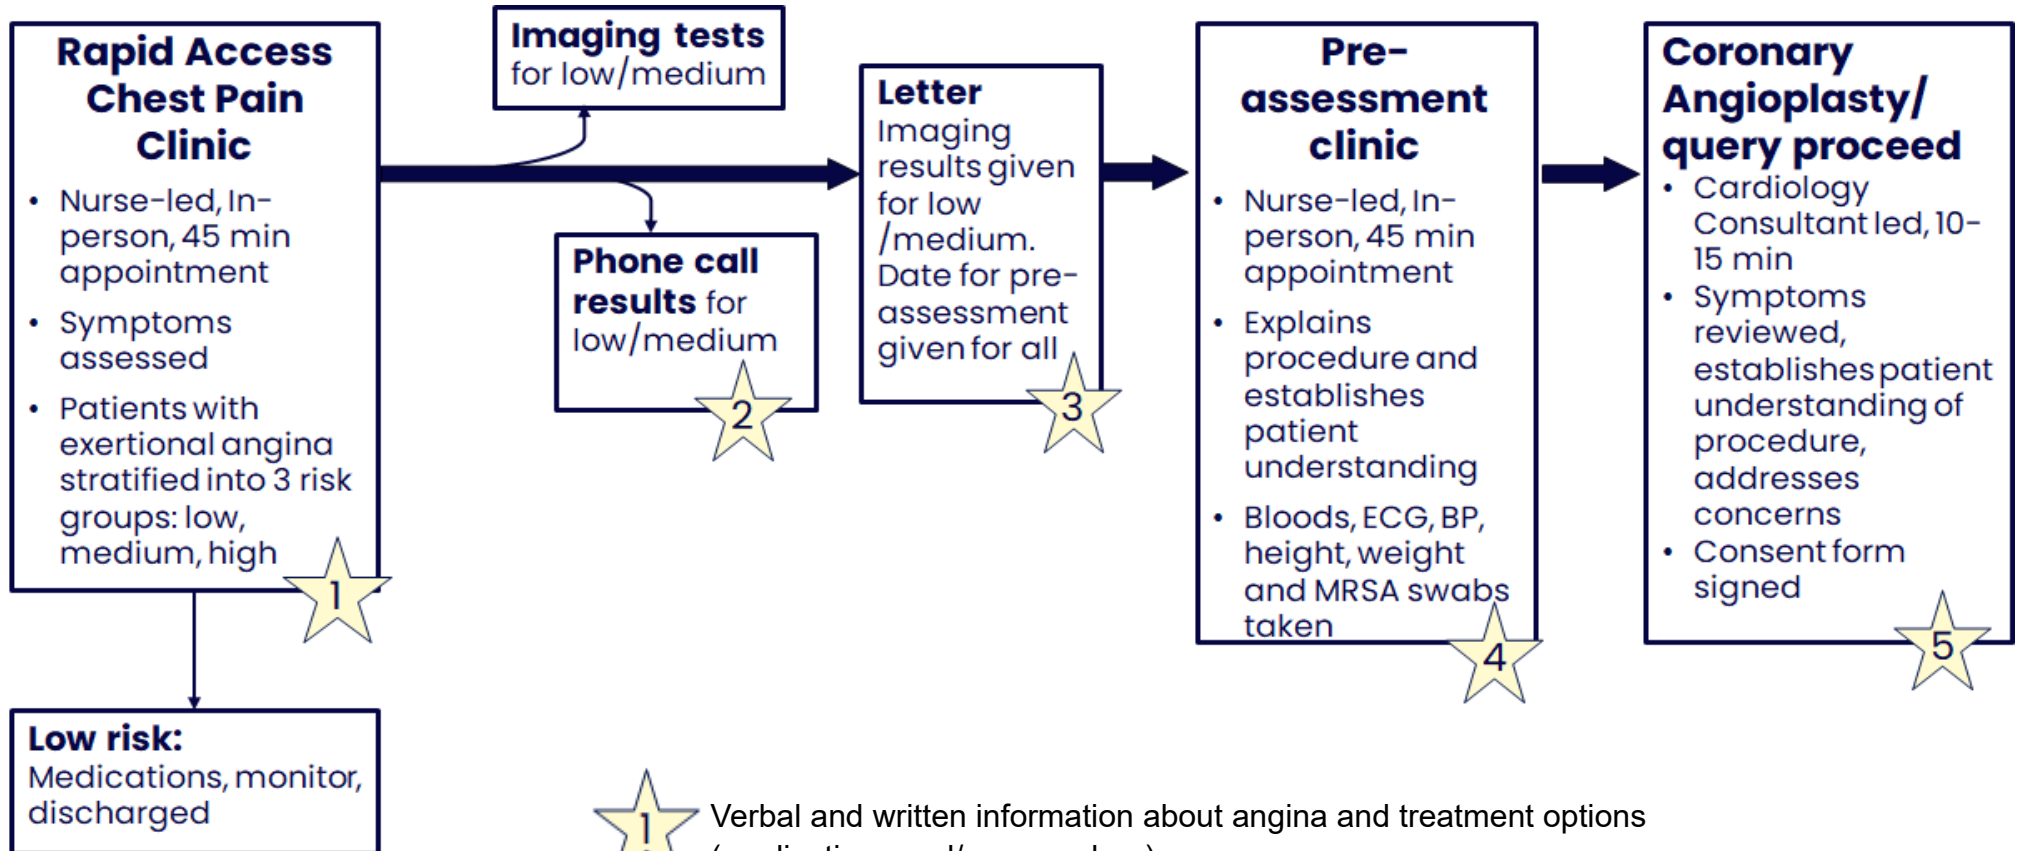 Rapid Access
Chest Pain
Clinic
• Nurse-led, In-
person, 45 min
appointment
• Symptoms
assessed
• Patients with
exertional angina
stratified into 3 risk
groups: low,
medium, high
1
Low risk:
Medications, monitor,
discharged
Imaging tests
for low/medium
Phone call
results for
low/medium
2
Letter
Imaging
results given
for low
/medium.
Date for pre-
assessment
given for all
3
Pre-
assessment
clinic
• Nurse-led, In-
person, 45 min
appointment
• Explains
procedure and
establishes
patient
understanding
• Bloods, ECG, BP,
height, weight
and MRSA swabs
taken
4
Coronary
Angioplasty/
query proceed
• Cardiology
Consultant led, 10-
15 min
• Symptoms
reviewed,
establishes patient
understanding of
procedure,
addresses
concerns
• Consent form
signed
5
1
Verbal and written information about angina and treatment options